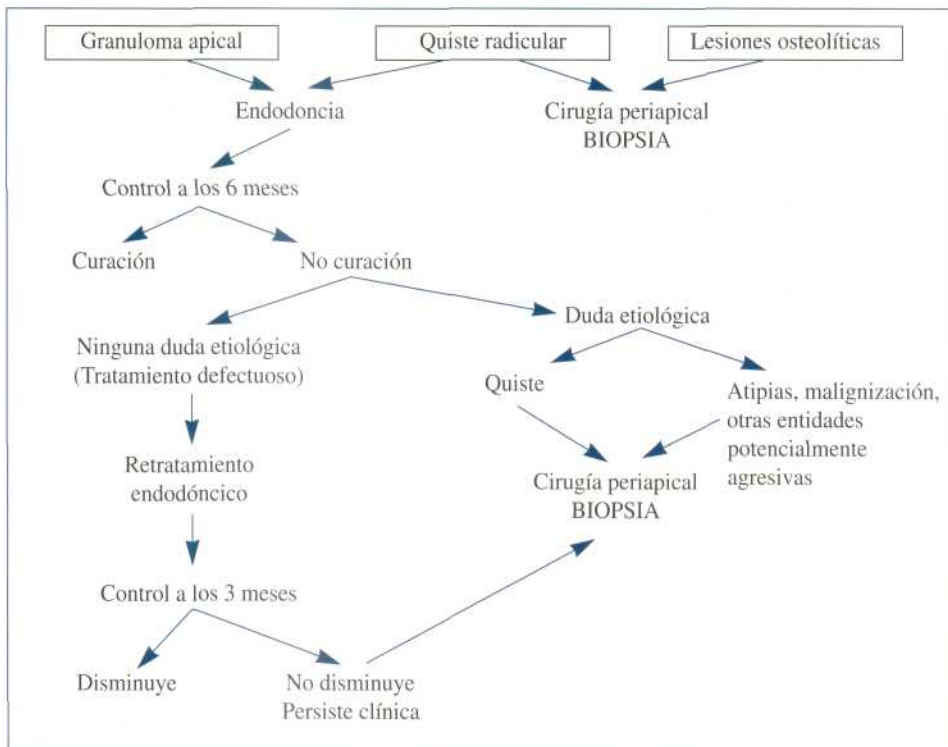 Granuloma apical
Quiste radicular
Lesiones osteolíticas
Endodoncia
Cirugía periapical
BIOPSIA
Control a los 6 meses
Curación
No curación
Duda etiológica
Ninguna duda etiológica
(Tratamiento defectuoso)
Quiste
Atipias, malignización,
otras entidades
potencialmente
agresivas
Retratamiento
endodóncico
Cirugía periapical
BIOPSIA
Control a los 3 meses
Disminuye
No disminuye
Persiste clínica